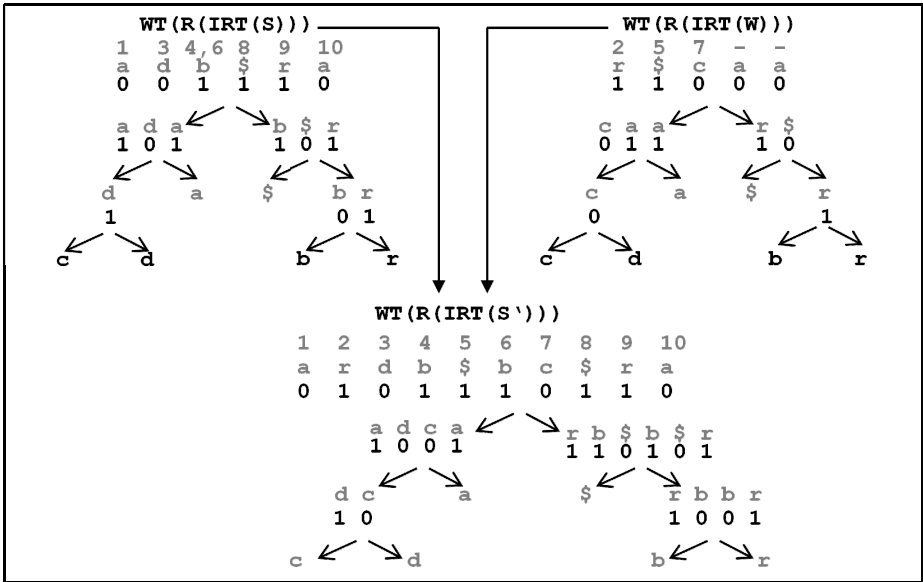 WT(R(IRT(S))) WT(R(IRT(W)))
1 3 4,6 8 9 10 2 5 7 – –
a d b $ r a r $ c a a
0 0 1 1 1 0 1 1 0 0 0
a d a b $ r c a a r $
1 0 1 1 0 1 0 1 1 1 0
d a $ b r c a $ r
1 0 1 0 1
c d b r c d b r
WT(R(IRT(S‘)))
1 2 3 4 5 6 7 8 9 10
a r d b $ b c $ r a
0 1 0 1 1 1 0 1 1 0
a d c a r b $ b $ r
1 0 0 1 1 1 0 1 0 1
d c a $ r b b r
1 0 1 0 0 1
c d b r